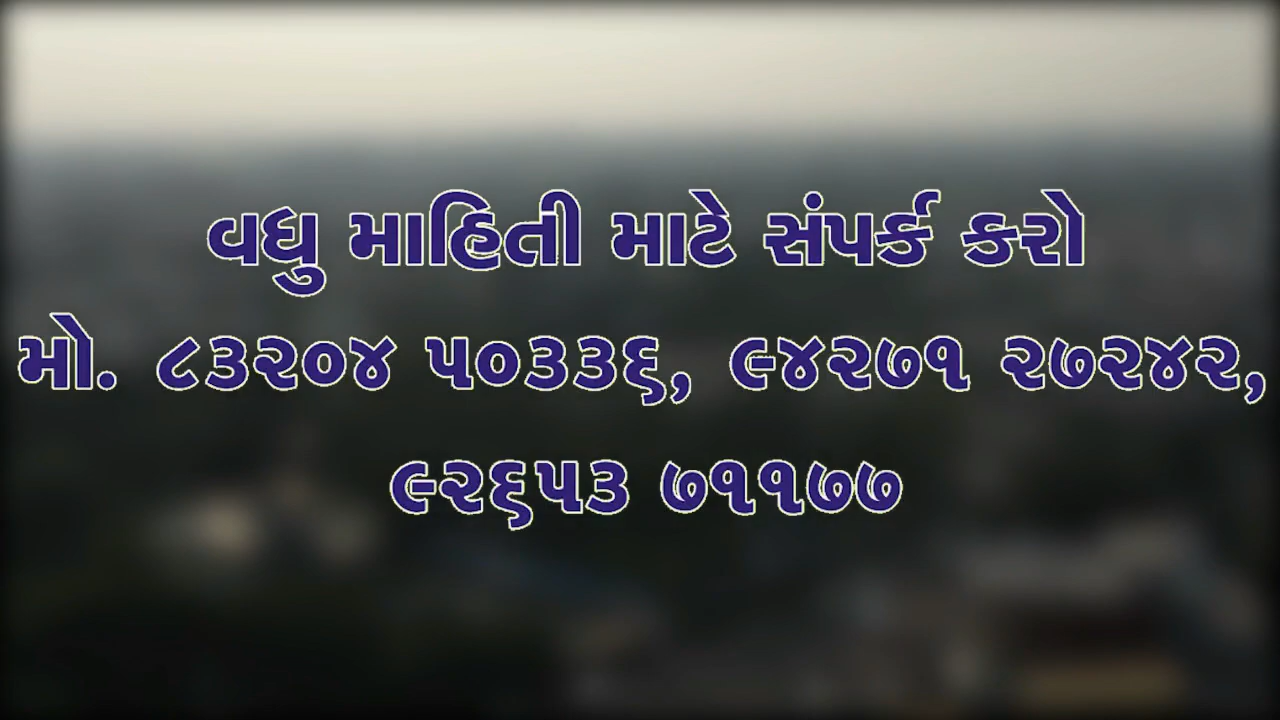 વધુ માહિતી માટે સંપર્ક કરો
મો. ૮૩૨૦૪ ૫૦૩૩૬, ૯૪૨૭૧ ૨૭૨૪૨,
૯૨૬૫૩ ૭૧૧૭૭